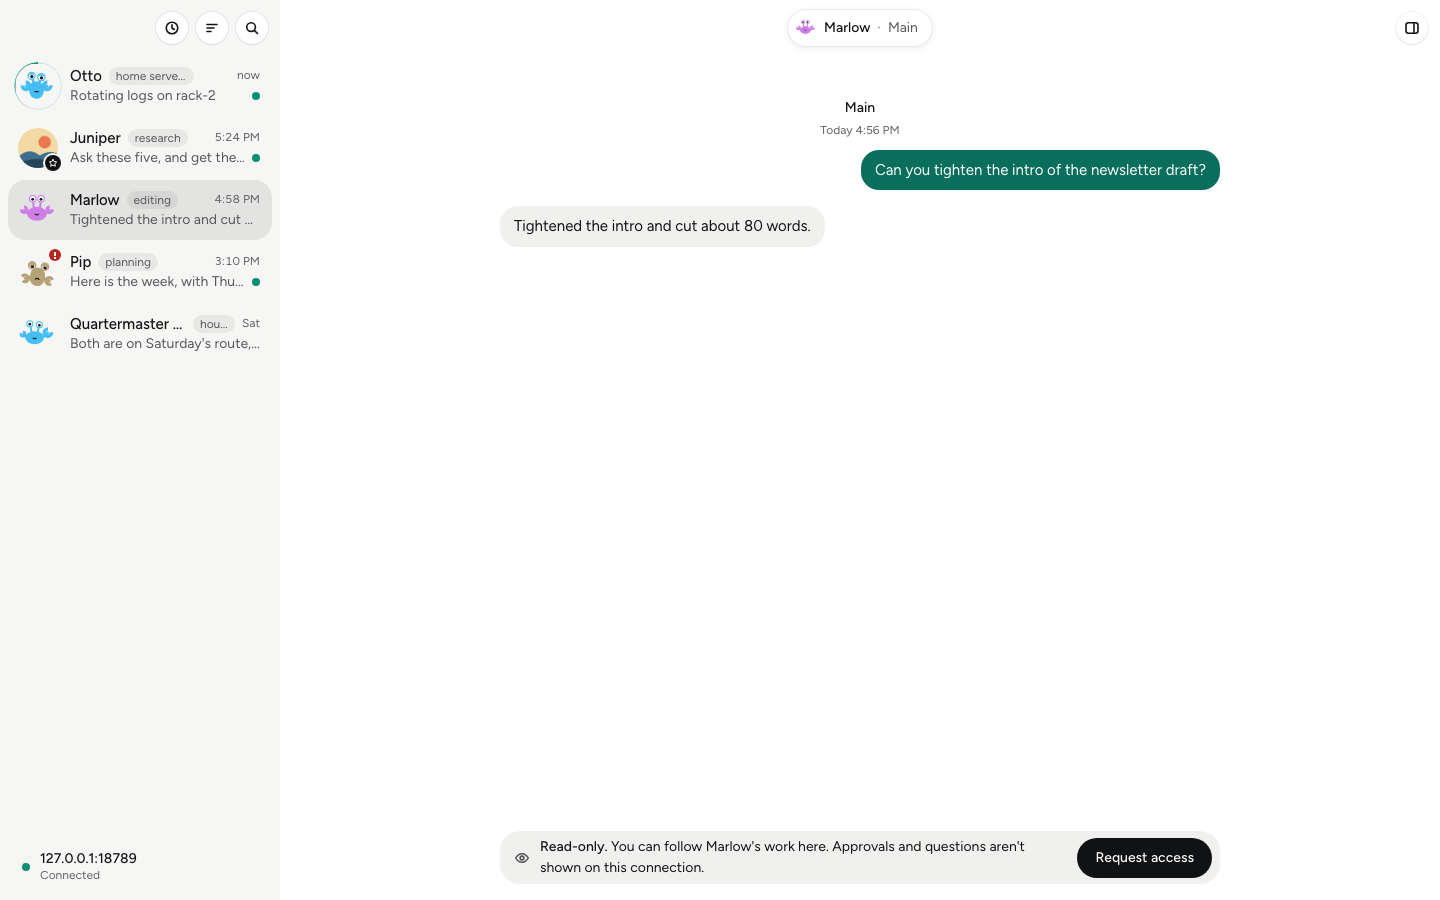 Otto home serve...
now
Rotating logs on rack-2
Juniper research 5:24 PM
Ask these five, and get the...
Marlow editing 4:58 PM
Tightened the intro and cut ...
Pip planning 3:10 PM
Here is the week, with Thu...
Quartermaster ... hou... Sat
Both are on Saturday's route,...
127.0.0.1:18789
Connected
Marlow · Main
Main
Today 4:56 PM
Can you tighten the intro of the newsletter draft?
Tightened the intro and cut about 80 words.
Read-only. You can follow Marlow's work here. Approvals and questions aren't
shown on this connection.
Request access